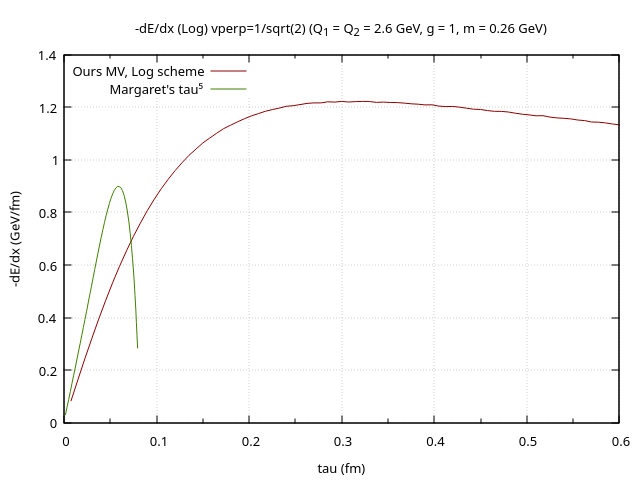 -dE/dx (Log) vperp=1/sqrt(2) (Q₁ = Q₂ = 2.6 GeV, g = 1, m = 0.26 GeV)
Ours MV, Log scheme
Margaret's tau⁵
1.4
1.2
1
0.8
0.6
0.4
0.2
0
-dE/dx (GeV/fm)
0 0.1 0.2 0.3 0.4 0.5 0.6
tau (fm)